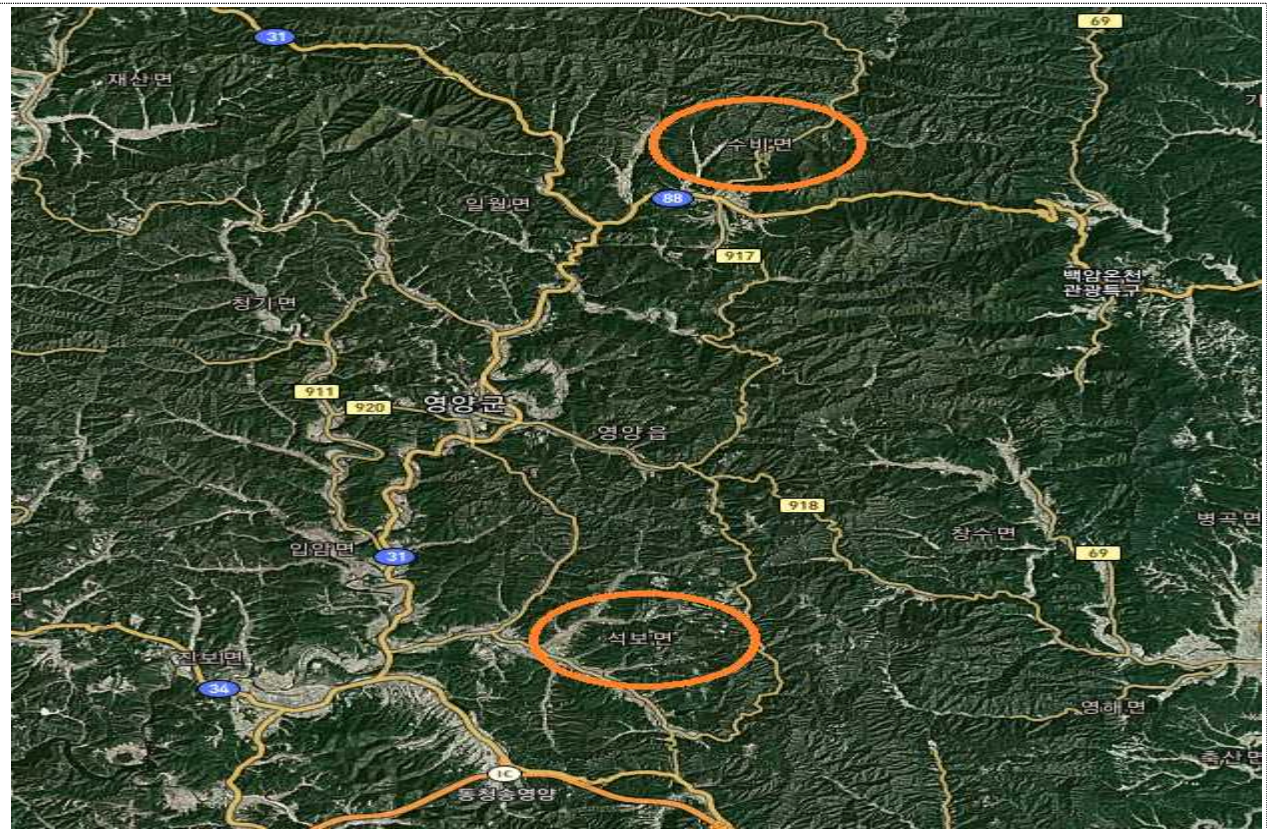 31
69
재산면
수비면
일월면
88
917
백암온천
관광특구
청기면
911
920
영양군
영양읍
918
병곡면
창수면
입암면
31
69
석보면
진보면
34
영해면
축산면
IC
동청송영양